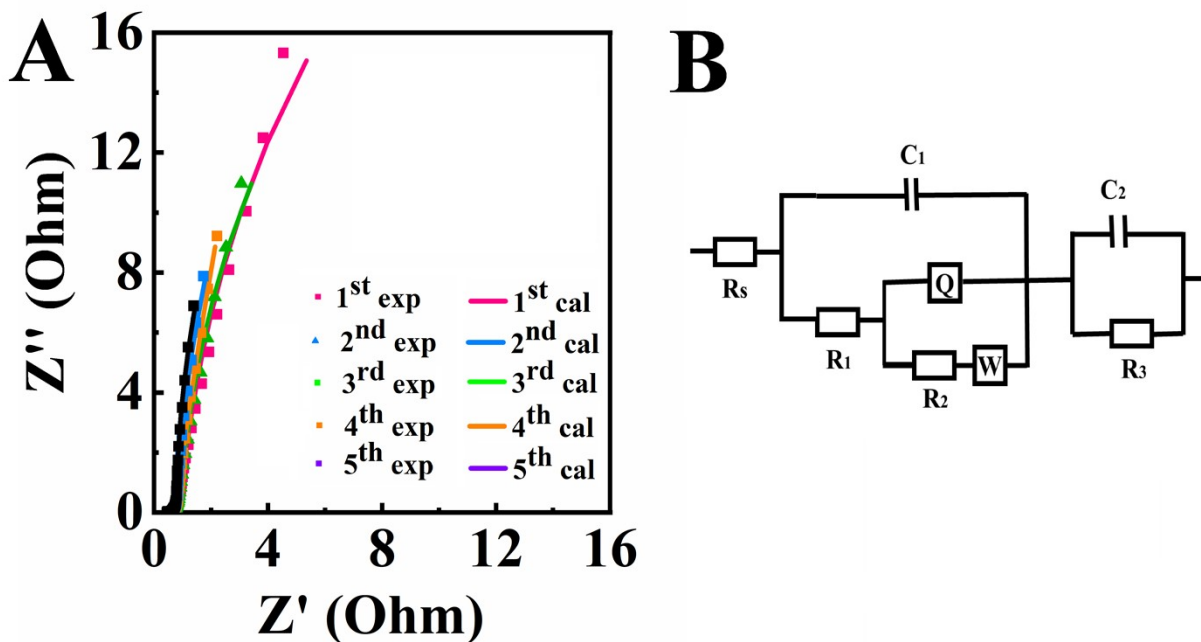 A
Z'' (Ohm)
16
12
8
4
0
0 4 8 12 16
Z' (Ohm)
1st exp 1st cal
2nd exp 2nd cal
3rd exp 3rd cal
4th exp 4th cal
5th exp 5th cal
B
C1
C2
Rs
Q
R1
R2
W
R3